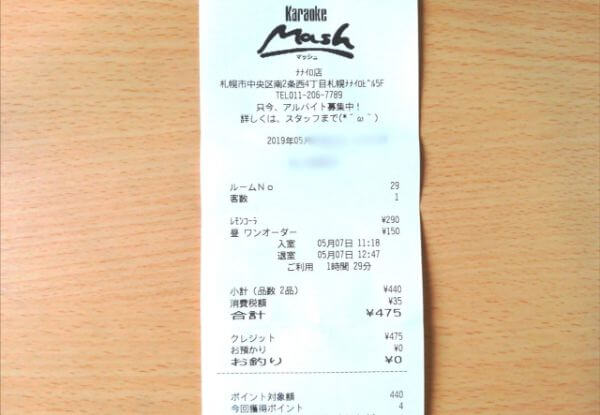 Karaoke
Mash
マッシュ
ﾅﾅｲﾛ店
札幌市中央区南2条西4丁目札幌ﾅﾅｲﾛﾋﾞﾙ5F
TEL011-206-7789
只今、アルバイト募集中！
詳しくは、スタッフまで(*´ω`)
2019年05
ルームＮｏ 29
客数 1
ﾚﾓﾝｺｰﾗ ¥290
昼 ワンオーダー ¥150
入室 05月07日 11:18
退室 05月07日 12:47
ご利用 1時間 29分
小計 (品数 2品) ¥440
消費税額 ¥35
合計 ¥475
クレジット ¥475
お預かり ¥0
お釣り ¥0
ポイント対象額 440
今回獲得ポイント 4